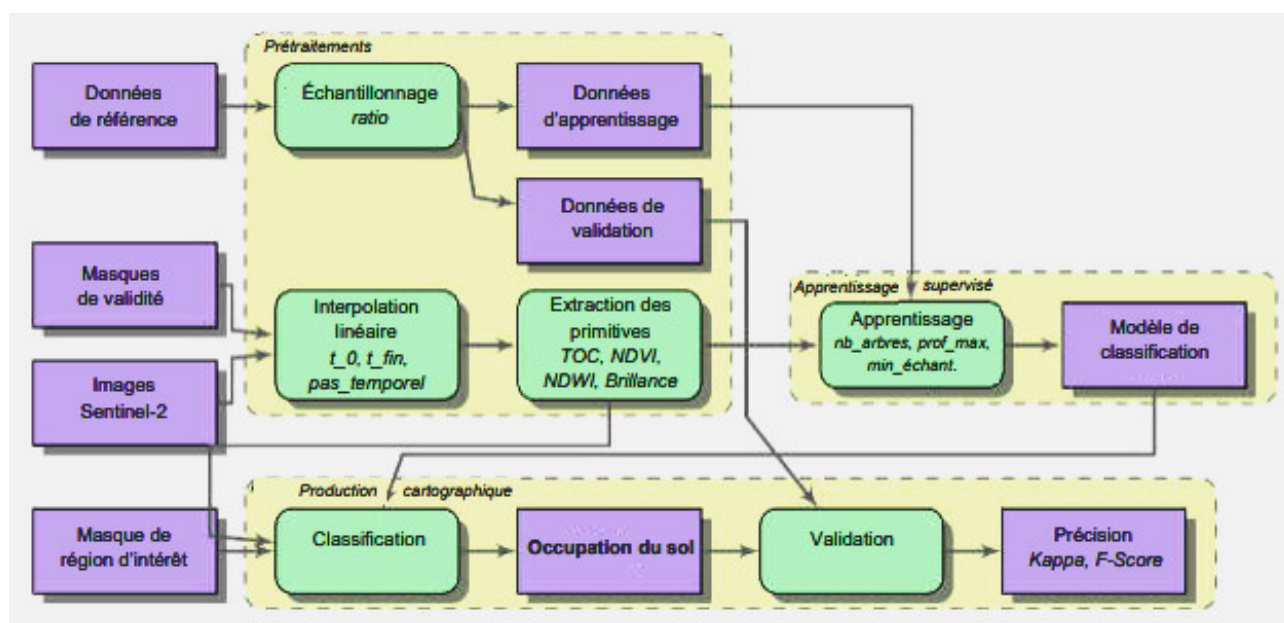 Prétraitements
Données
de référence
Échantillonnage
ratio
Données
d'apprentissage
Données de
validation
Masques
de validité
Interpolation
linéaire
t_0, t_fin,
pas_temporel
Extraction des
primitives
TOC, NDVI,
NDWI, Brillance
Images
Sentinel-2
Apprentissage supervisé
Apprentissage
nb_arbres, prof_max,
min_échant.
Modèle de
classification
Production cartographique
Masque de
région d'intérêt
Classification
Occupation du sol
Validation
Précision
Kappa, F-Score